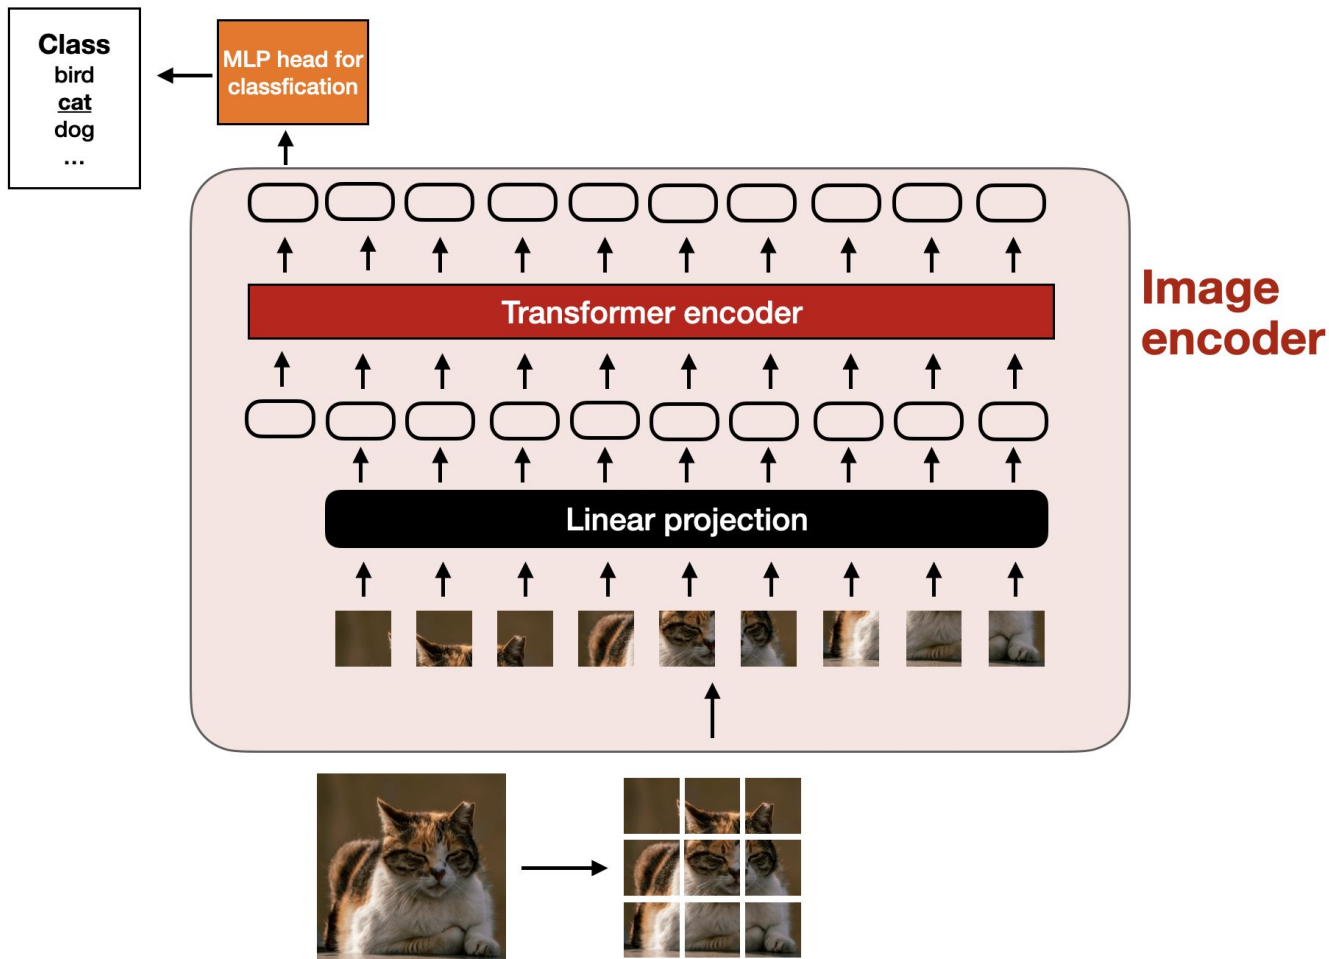 Class
bird
cat
dog
...
MLP head for
classfication
Transformer encoder
Image
encoder
Linear projection